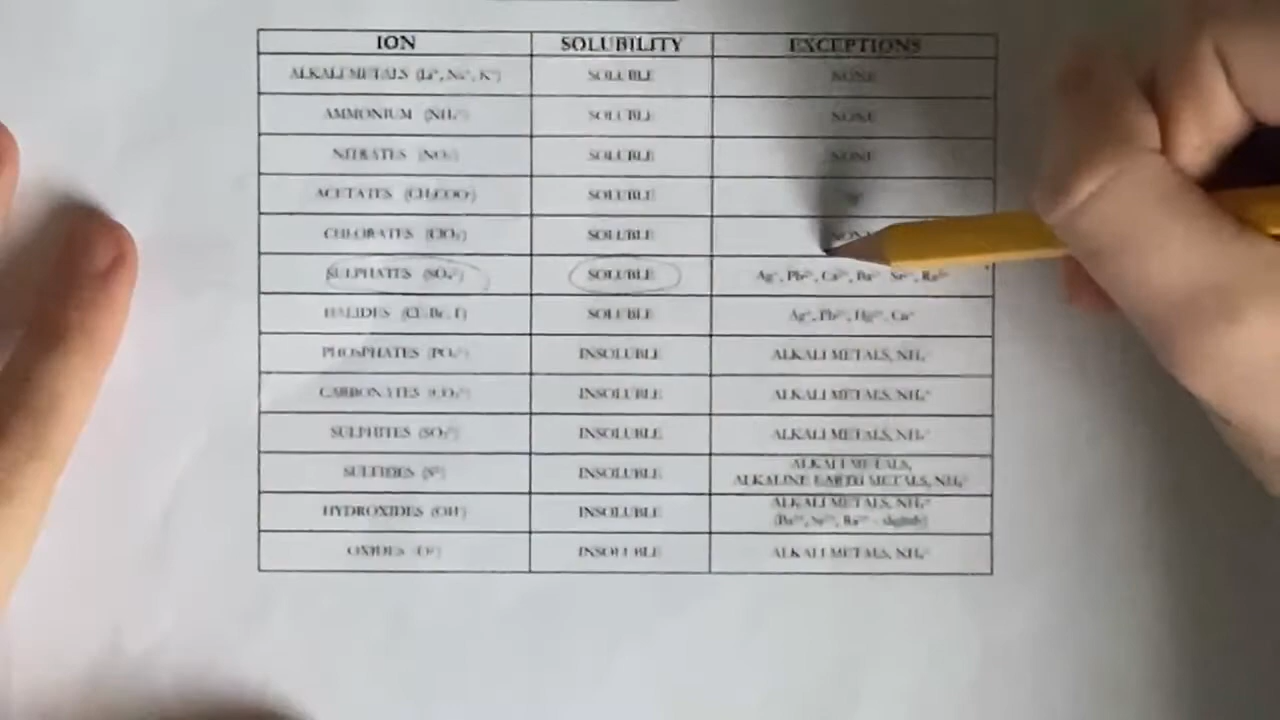 ION SOLUBILITY EXCEPTIONS
ALKALI METALS (Li⁺, Na⁺, K⁺) SOLUBLE NONE
AMMONIUM (NH₄⁺) SOLUBLE NONE
NITRATES (NO₃⁻) SOLUBLE NONE
ACETATES (CH₃COO⁻) SOLUBLE
CHLORATES (ClO₃⁻) SOLUBLE
SULPHATES (SO₄²⁻) SOLUBLE Ag⁺, Pb²⁺, Ca²⁺, Ba²⁺ Sr²⁺, Ra²⁺
HALIDES (Cl⁻, Br⁻, I⁻) SOLUBLE Ag⁺, Pb²⁺, Hg²⁺, Cu⁺
PHOSPHATES (PO₄³⁻) INSOLUBLE ALKALI METALS, NH₄⁺
CARBONATES (CO₃²⁻) INSOLUBLE ALKALI METALS, NH₄⁺
SULPHITES (SO₃²⁻) INSOLUBLE ALKALI METALS, NH₄⁺
SULFIDES (S²⁻) INSOLUBLE ALKALI METALS,
ALKALINE EARTH METALS, NH₄⁺
HYDROXIDES (OH⁻) INSOLUBLE ALKALI METALS, NH₄⁺
(Ba²⁺, Sr²⁺, Ra²⁺ - slightly)
OXIDES (O²⁻) INSOLUBLE ALKALI METALS, NH₄⁺